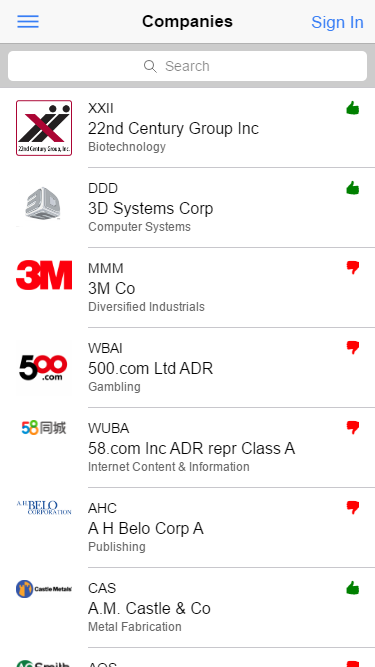 Companies
Sign In
Search
22nd Century Group, Inc.
XXII
22nd Century Group Inc
Biotechnology
3D
DDD
3D Systems Corp
Computer Systems
3M
MMM
3M Co
Diversified Industrials
500
.com
WBAI
500.com Ltd ADR
Gambling
58同城
WUBA
58.com Inc ADR repr Class A
Internet Content & Information
A.H. BELO
CORPORATION
AHC
A H Belo Corp A
Publishing
Castle Metals
CAS
A.M. Castle & Co
Metal Fabrication
AO Smith
AOS